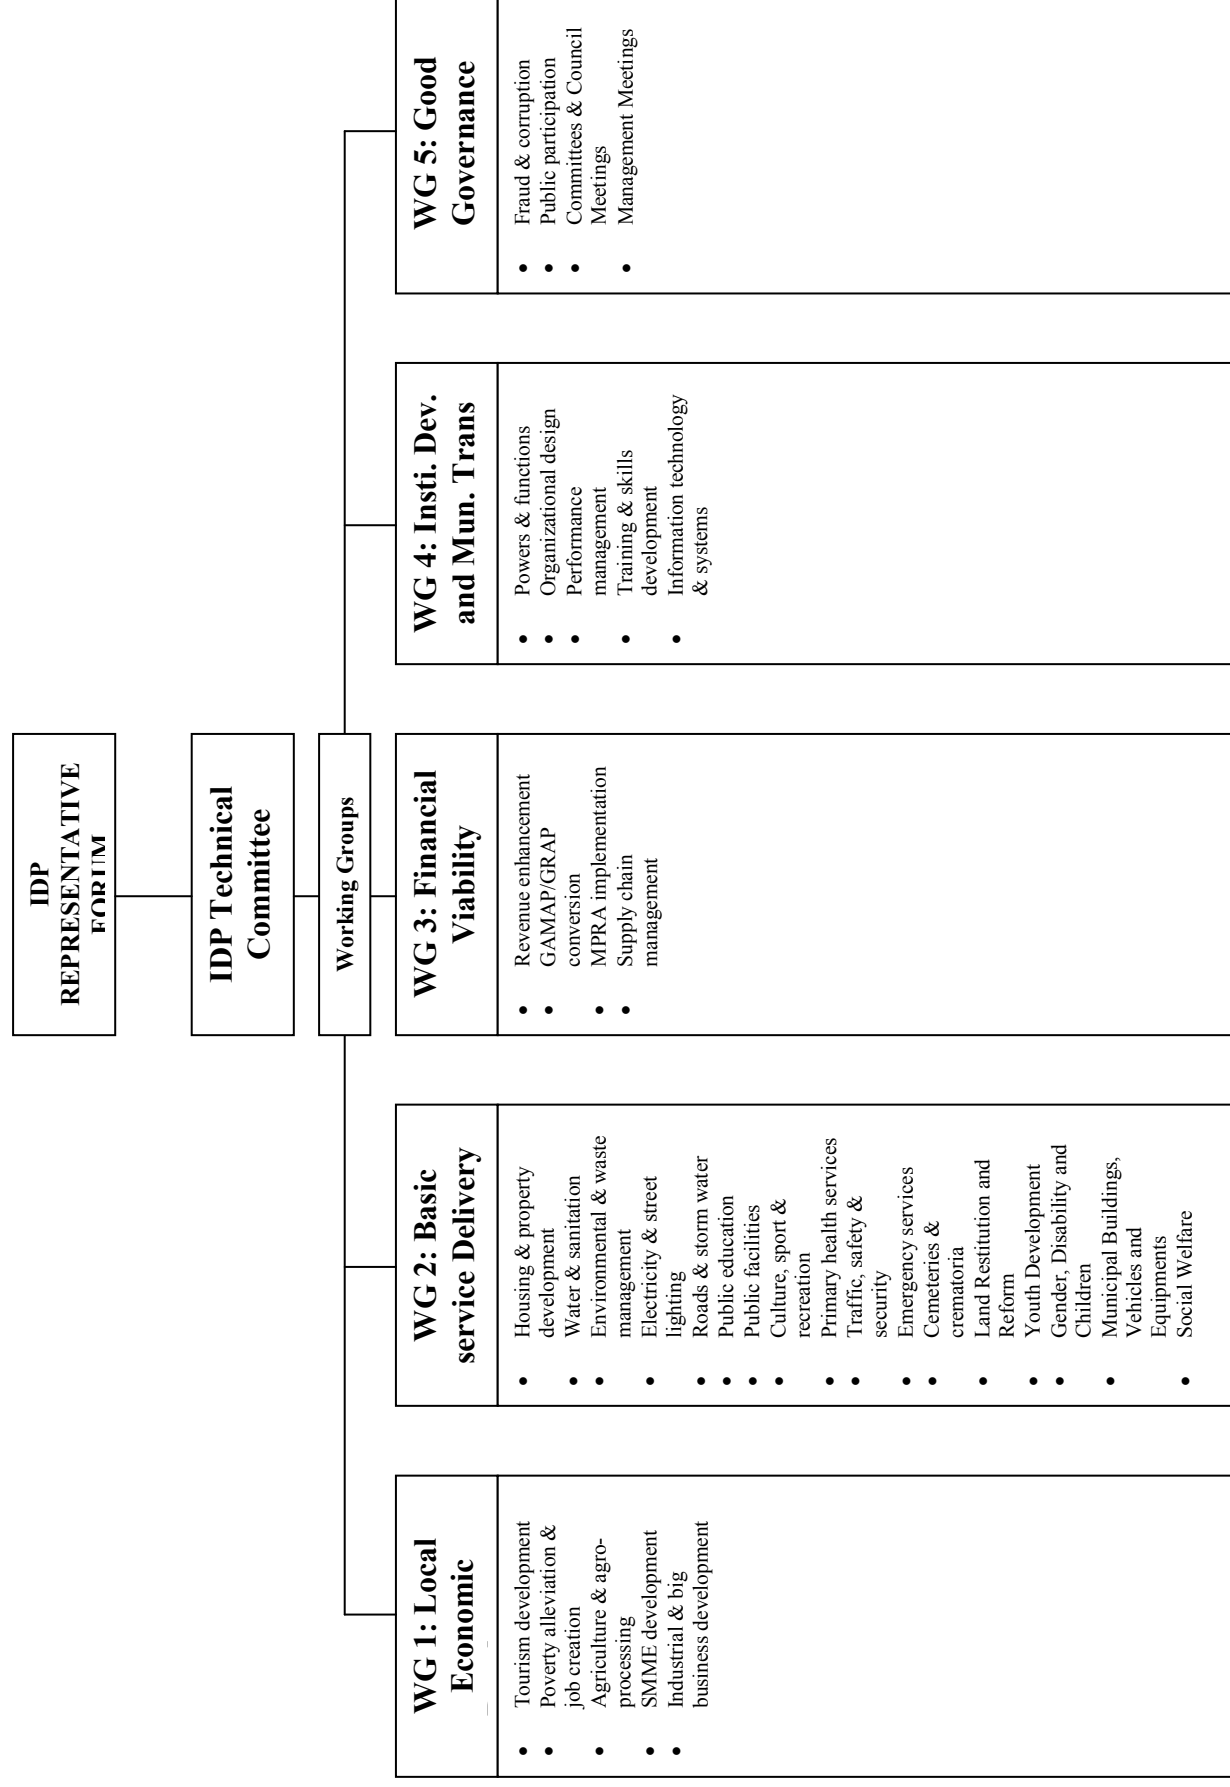 IDP
REPRESENTATIVE
FORUM
IDP Technical
Committee
Working Groups
WG 1: Local
Economic
• Tourism development
• Poverty alleviation &
job creation
• Agriculture & agro-
processing
• SMME development
• Industrial & big
business development
WG 2: Basic
service Delivery
• Housing & property
development
• Water & sanitation
• Environmental & waste
management
• Electricity & street
lighting
• Roads & storm water
• Public education
• Public facilities
• Culture, sport &
recreation
• Primary health services
• Traffic, safety &
security
• Emergency services
• Cemeteries &
crematoria
• Land Restitution and
Reform
• Youth Development
• Gender, Disability and
Children
• Municipal Buildings,
Vehicles and
Equipments
• Social Welfare
WG 3: Financial
Viability
• Revenue enhancement
• GAMAP/GRAP
conversion
• MPRA implementation
• Supply chain
management
WG 4: Insti. Dev.
and Mun. Trans
• Powers & functions
• Organizational design
• Performance
management
• Training & skills
development
• Information technology
& systems
WG 5: Good
Governance
• Fraud & corruption
• Public participation
• Committees & Council
Meetings
• Management Meetings